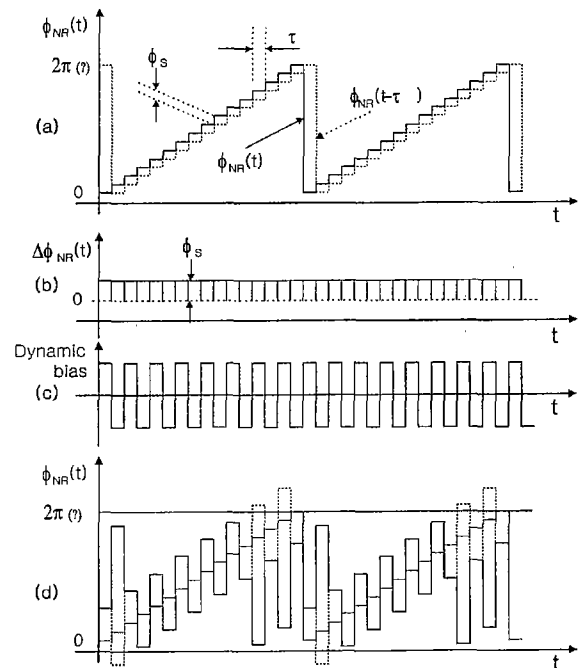 ϕNR(t)
ϕS
τ
2π (?)
ϕNR(t-τ )
(a)
ϕNR(t)
0
t
ΔϕNR(t)
ϕS
(b)
0
t
Dynamic
bias
(c)
t
ϕNR(t)
2π (?)
(d)
0
t